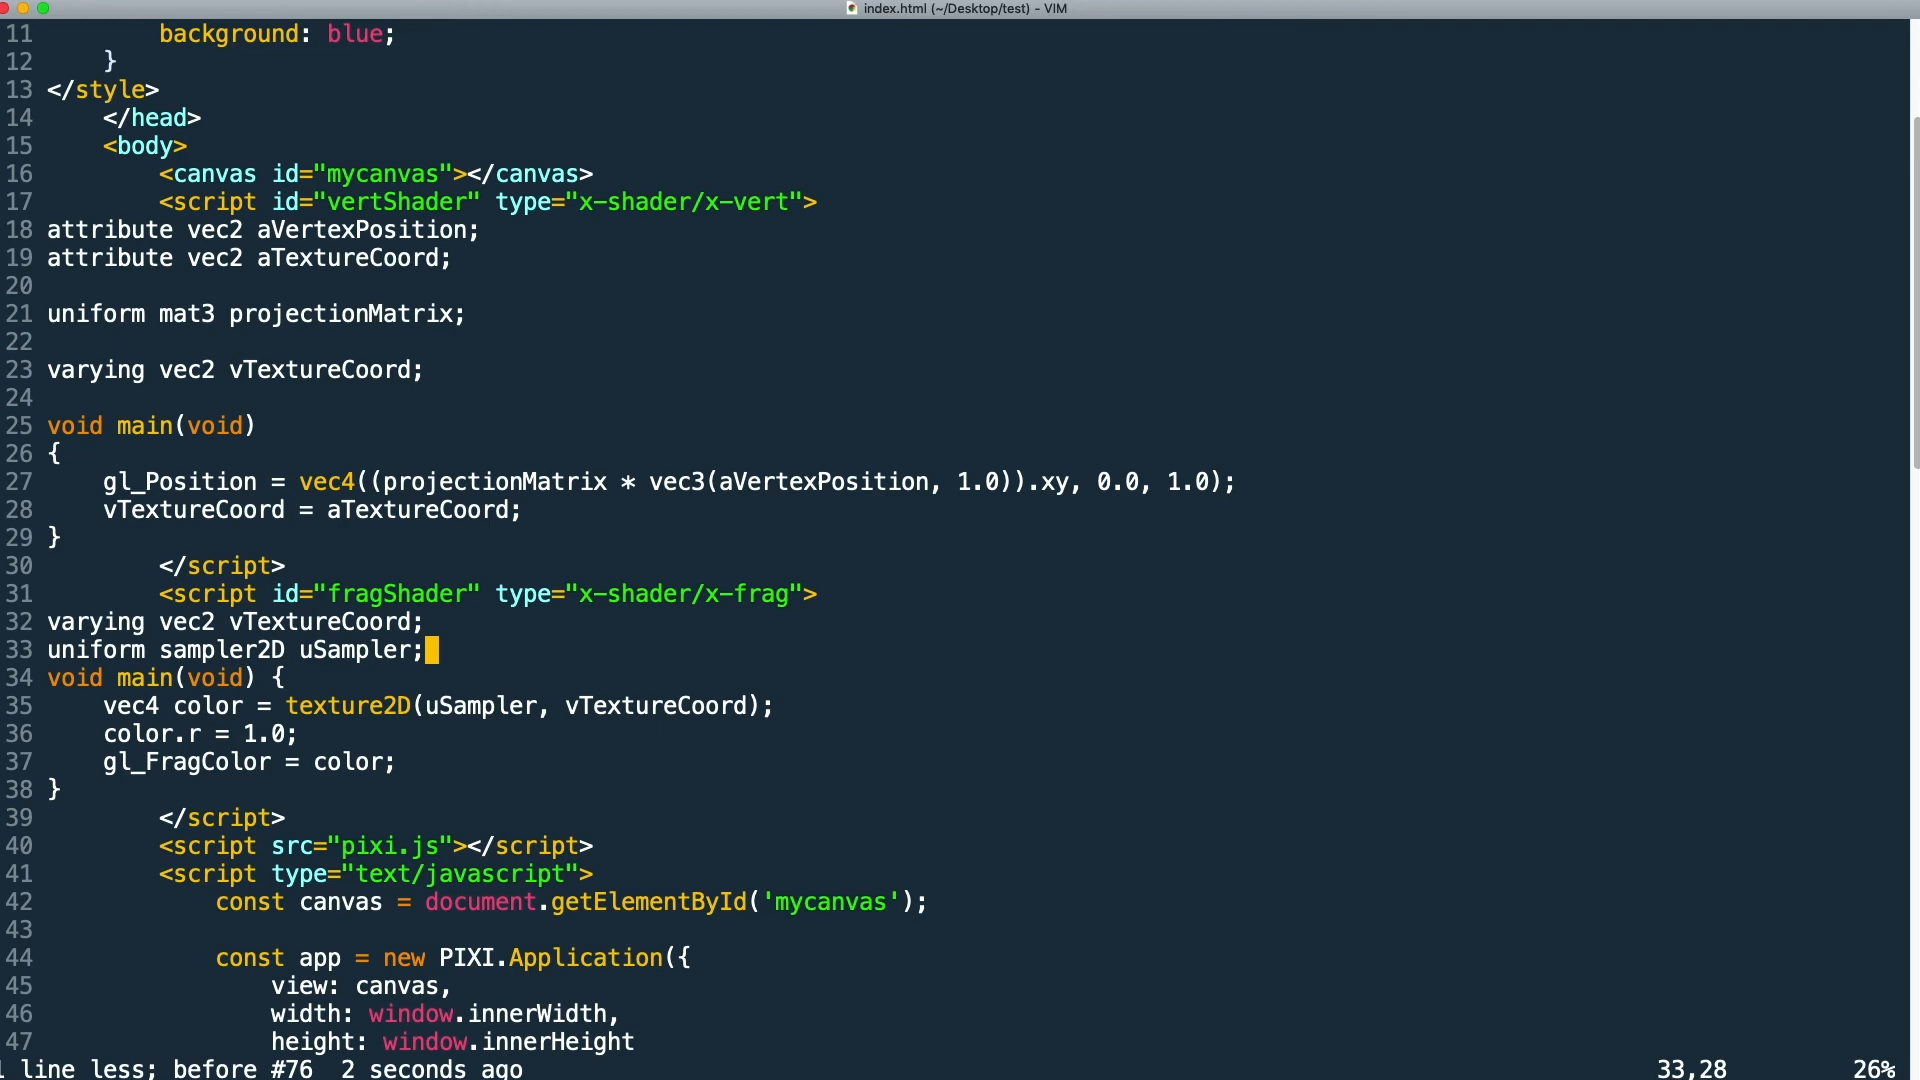 index.html (~/Desktop/test) - VIM
11 background: blue;
12 }
13 </style>
14 </head>
15 <body>
16 <canvas id="mycanvas"></canvas>
17 <script id="vertShader" type="x-shader/x-vert">
18 attribute vec2 aVertexPosition;
19 attribute vec2 aTextureCoord;
20
21 uniform mat3 projectionMatrix;
22
23 varying vec2 vTextureCoord;
24
25 void main(void)
26 {
27 gl_Position = vec4((projectionMatrix * vec3(aVertexPosition, 1.0)).xy, 0.0, 1.0);
28 vTextureCoord = aTextureCoord;
29 }
30 </script>
31 <script id="fragShader" type="x-shader/x-frag">
32 varying vec2 vTextureCoord;
33 uniform sampler2D uSampler;
34 void main(void) {
35 vec4 color = texture2D(uSampler, vTextureCoord);
36 color.r = 1.0;
37 gl_FragColor = color;
38 }
39 </script>
40 <script src="pixi.js"></script>
41 <script type="text/javascript">
42 const canvas = document.getElementById('mycanvas');
43
44 const app = new PIXI.Application({
45 view: canvas,
46 width: window.innerWidth,
47 height: window.innerHeight
1 line less; before #76 2 seconds ago 33,28 26%